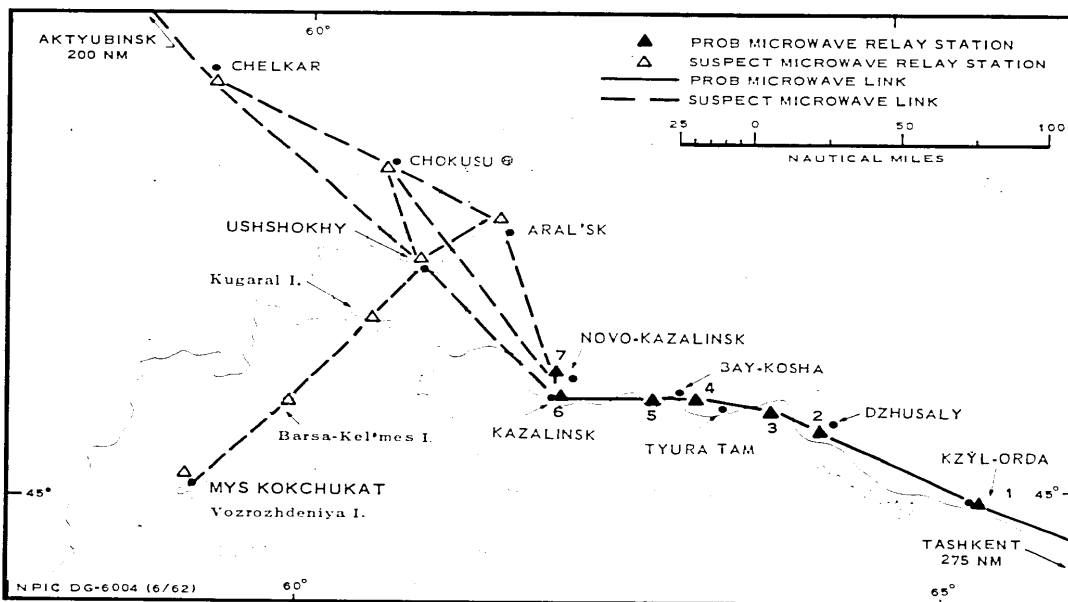 60°
AKTYUBINSK
200 NM
CHELKAR
PROB MICROWAVE RELAY STATION
SUSPECT MICROWAVE RELAY STATION
PROB MICROWAVE LINK
SUSPECT MICROWAVE LINK
25 0 50 100
NAUTICAL MILES
CHOKUSU
USHSHOKHY
ARAL'SK
Kugaral I.
7
NOVO-KAZALINSK
BAY-KOSHA
6
5
4
3
2
DZHUSALY
KAZALINSK
TYURA TAM
Barsa-Kel'mes I.
KZYL-ORDA
1
45°
MYS KOKCHUKAT
Vozrozhdeniya I.
45°
TASHKENT
275 NM
NPIC DG-6004 (6/62)
60°
65°